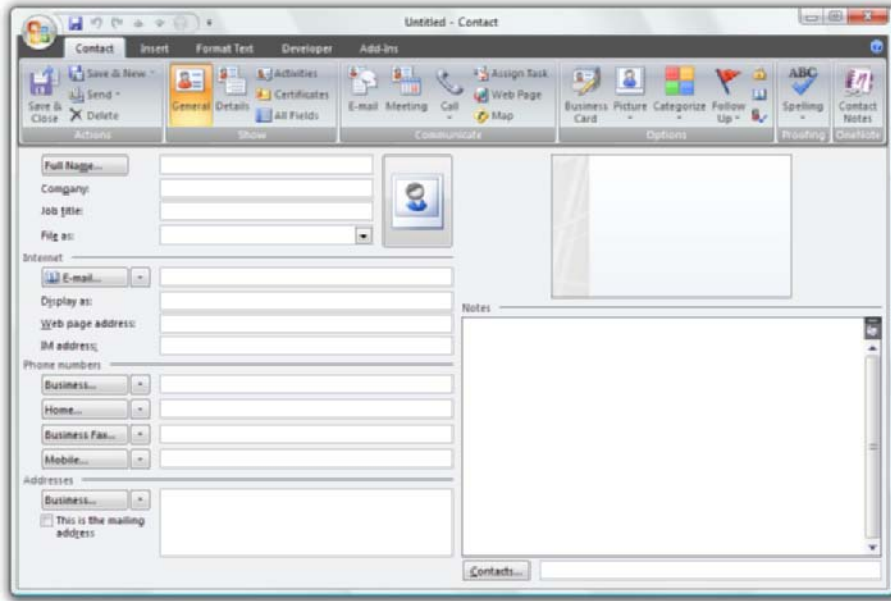 Untitled - Contact
Contact Insert Format Text Developer Add-Ins
Save & Close
Save & New
Send
Delete
Actions
General
Details
Activities
Certificates
All Fields
Show
E-mail
Meeting
Call
Assign Task
Web Page
Map
Communicate
Business Card
Picture
Categorize
Follow Up
Options
ABC
Spelling
Proofing
Contact Notes
OneNote
Full Name...
Company:
Job title:
File as:
Internet
E-mail...
Display as:
Web page address:
IM address:
Phone numbers
Business...
Home...
Business Fax...
Mobile...
Addresses
Business...
This is the mailing
address
Notes
Contacts...